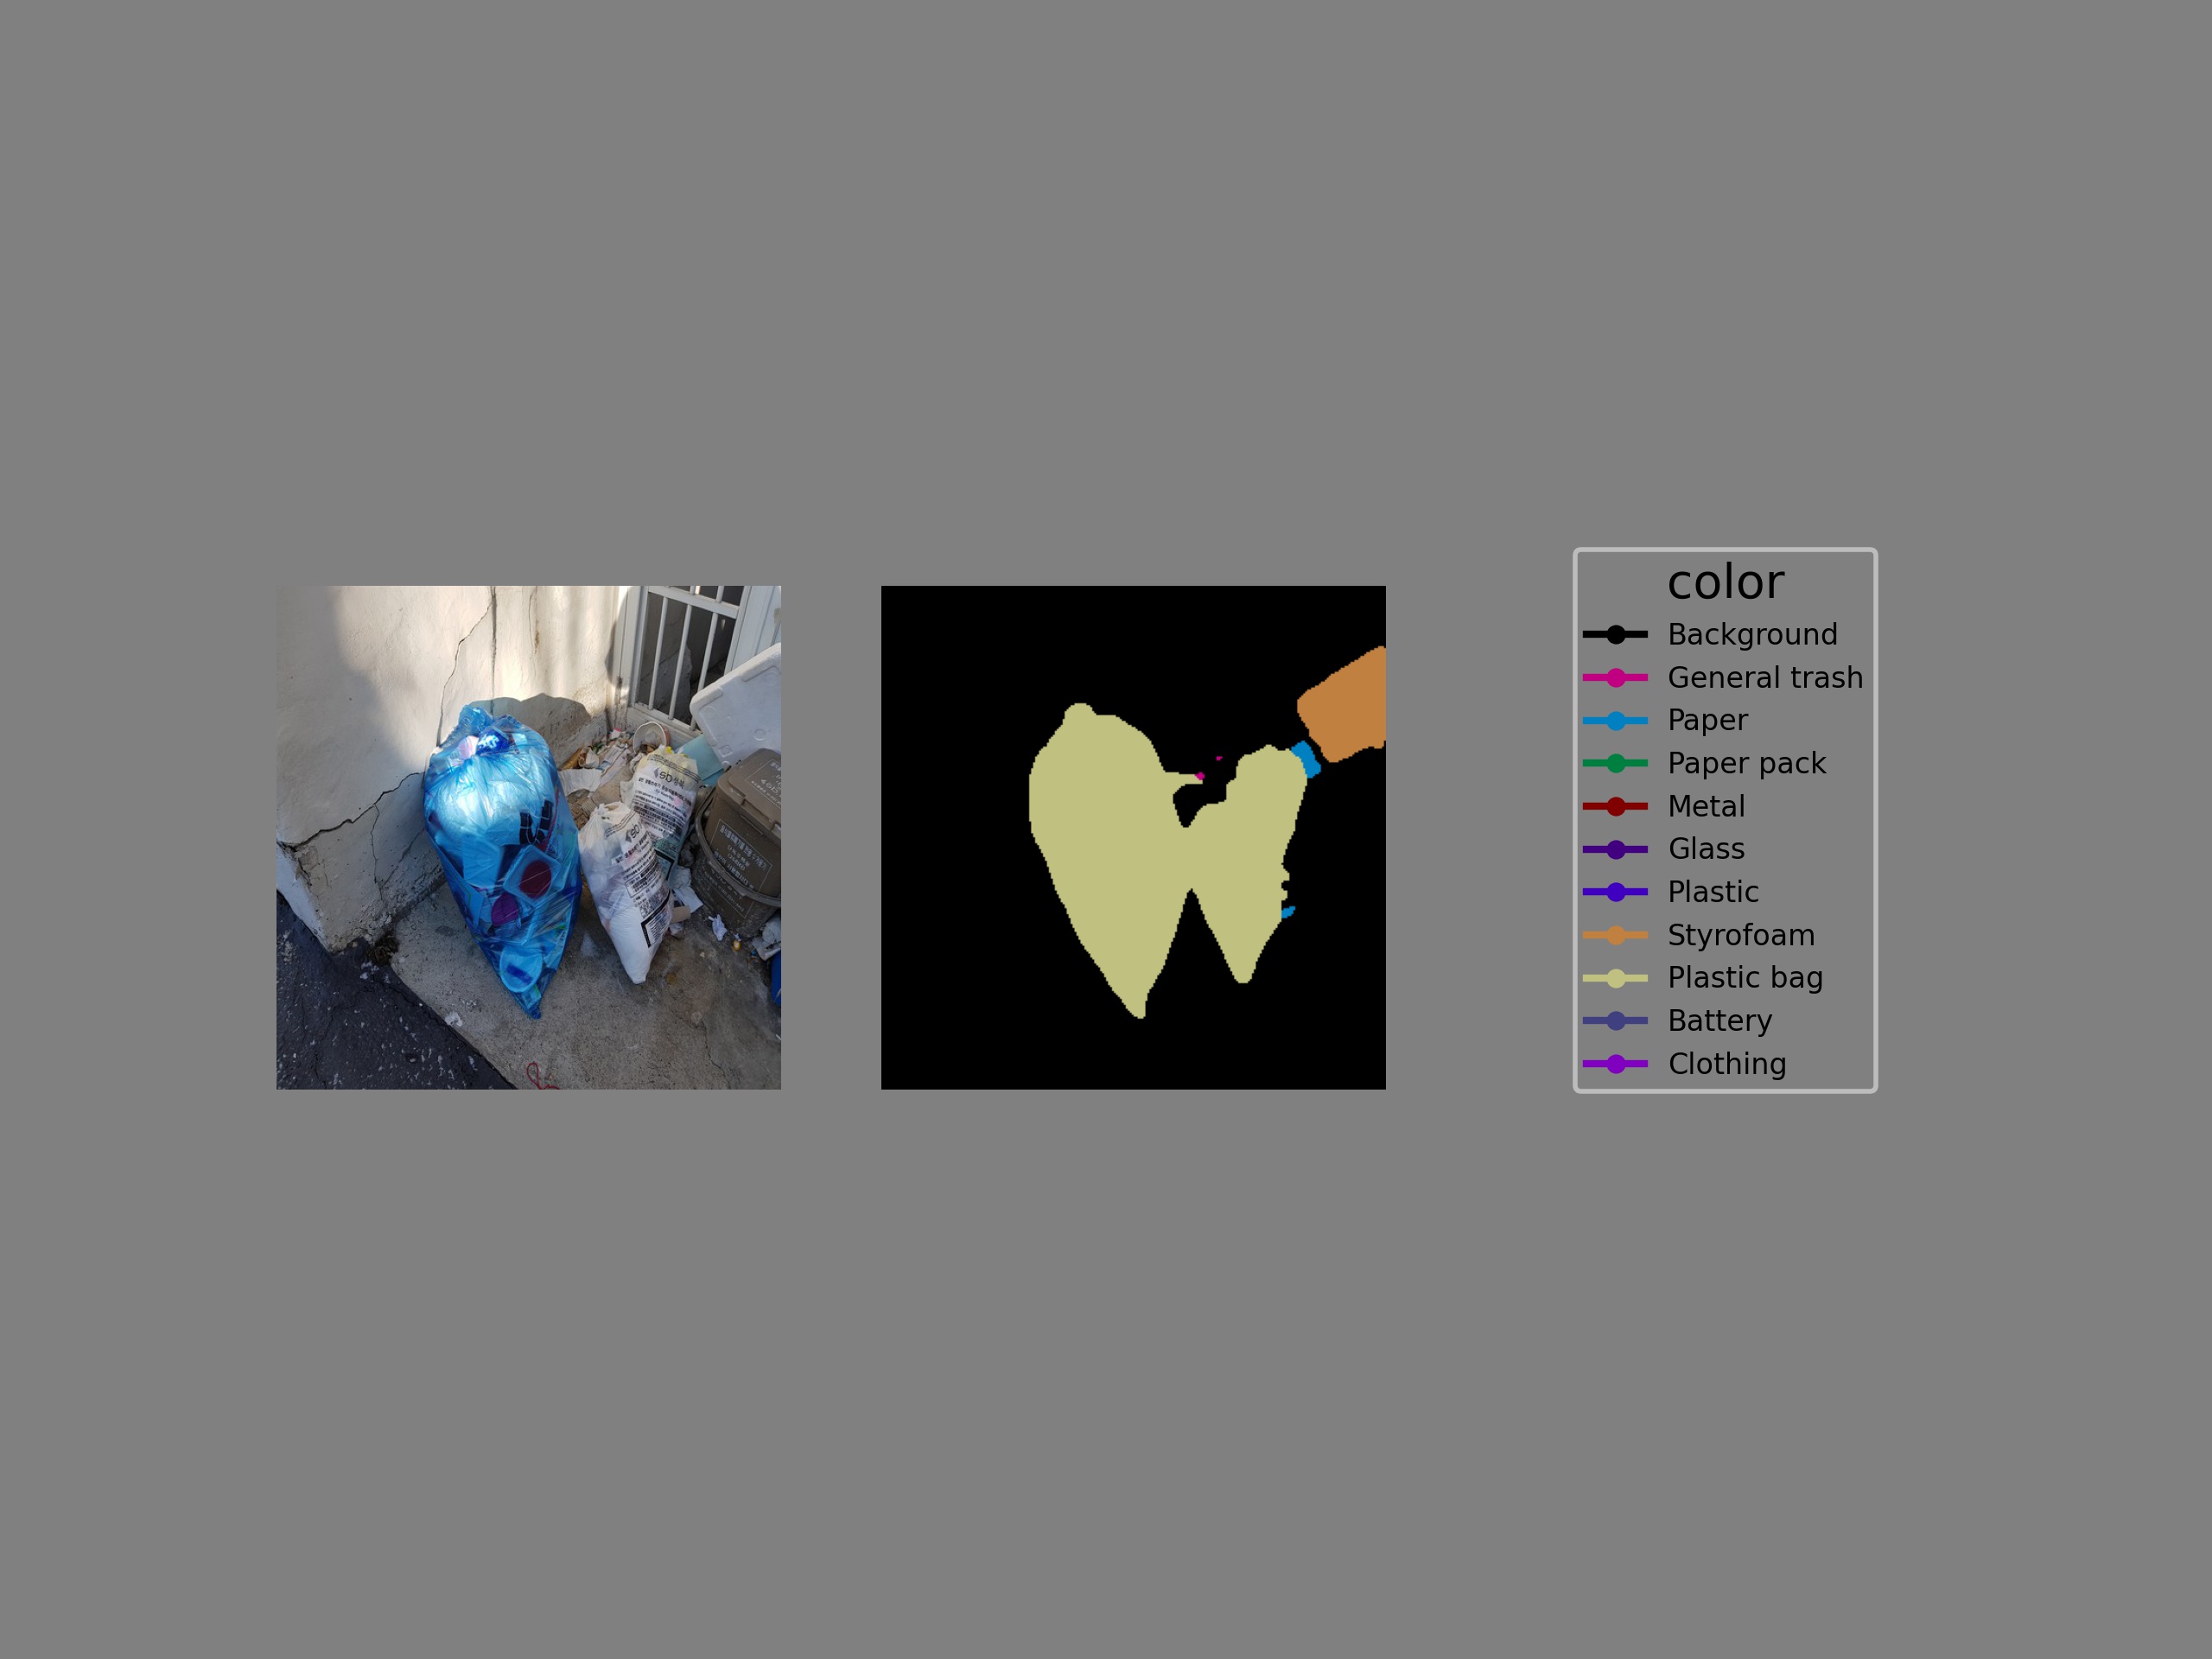 color
Background
General trash
Paper
Paper pack
Metal
Glass
Plastic
Styrofoam
Plastic bag
Battery
Clothing